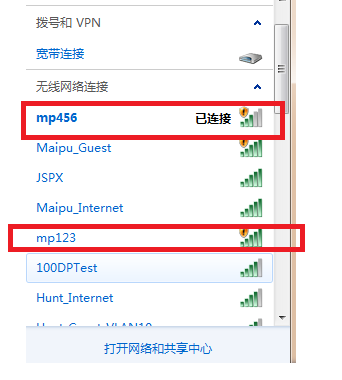 拨号和 VPN
宽带连接
无线网络连接
mp456 已连接
Maipu_Guest
JSPX
Maipu_Internet
mp123
100DPTest
Hunt_Internet
打开网络和共享中心